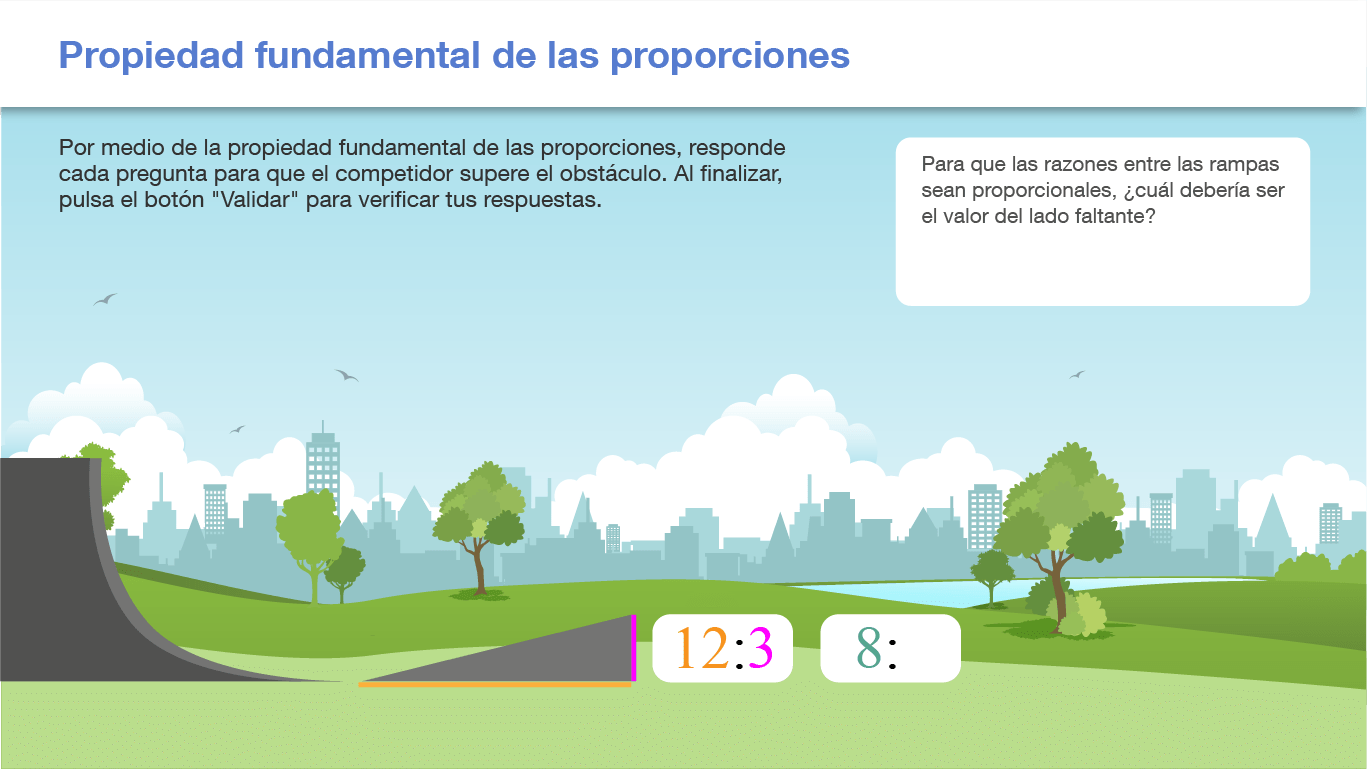 Propiedad fundamental de las proporciones
Por medio de la propiedad fundamental de las proporciones, responde
cada pregunta para que el competidor supere el obstáculo. Al finalizar,
pulsa el botón "Validar" para verificar tus respuestas.
Para que las razones entre las rampas
sean proporcionales, ¿cuál debería ser
el valor del lado faltante?
12:3
8: